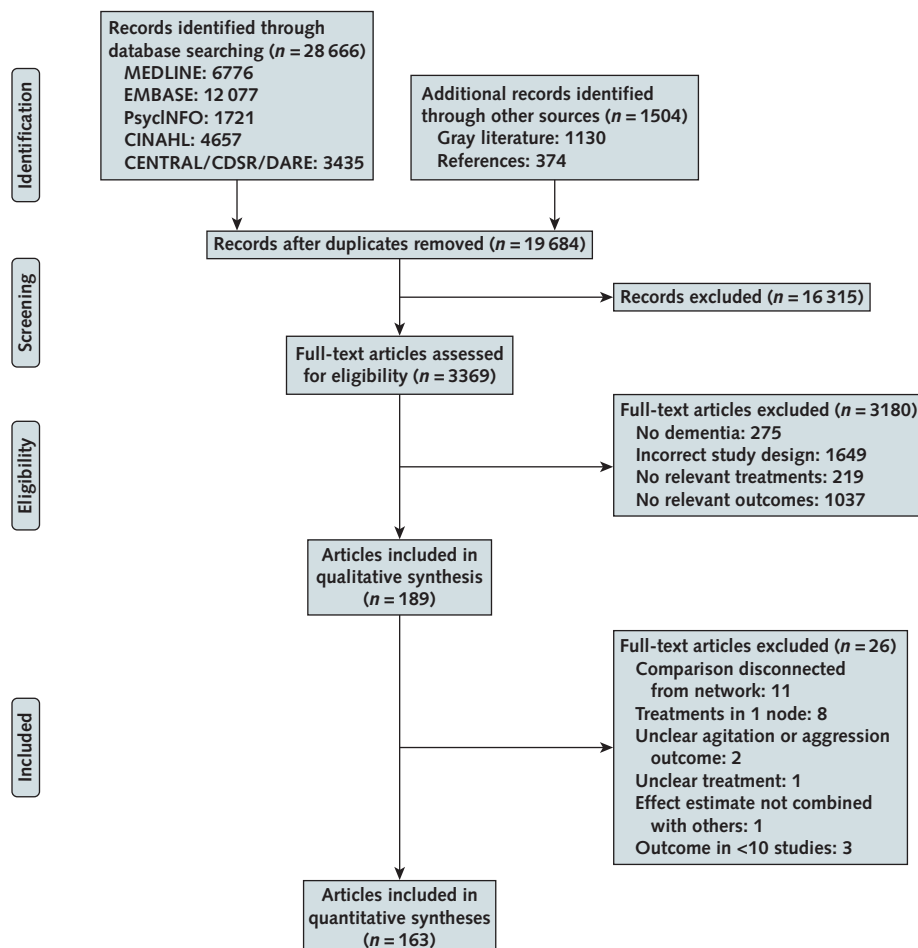 Identification
Records identified through
database searching (n = 28 666)
MEDLINE: 6776
EMBASE: 12 077
PsycINFO: 1721
CINAHL: 4657
CENTRAL/CDSR/DARE: 3435
Additional records identified
through other sources (n = 1504)
Gray literature: 1130
References: 374
Records after duplicates removed (n = 19 684)
Screening
Records excluded (n = 16 315)
Full-text articles assessed
for eligibility (n = 3369)
Eligibility
Full-text articles excluded (n = 3180)
No dementia: 275
Incorrect study design: 1649
No relevant treatments: 219
No relevant outcomes: 1037
Articles included in
qualitative synthesis
(n = 189)
Included
Full-text articles excluded (n = 26)
Comparison disconnected
from network: 11
Treatments in 1 node: 8
Unclear agitation or aggression
outcome: 2
Unclear treatment: 1
Effect estimate not combined
with others: 1
Outcome in <10 studies: 3
Articles included in
quantitative syntheses
(n = 163)